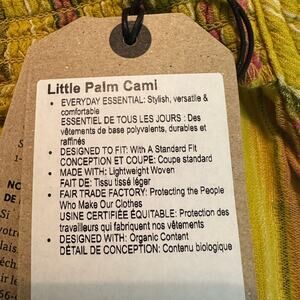 Little Palm Cami
• EVERYDAY ESSENTIAL: Stylish, versatile &
comfortable
ESSENTIEL DE TOUS LES JOURS : Des
vêtements de base polyvalents, durables et
raffinés
• DESIGNED TO FIT: With A Standard Fit
CONCEPTION ET COUPE: Coupe standard
• MADE WITH: Lightweight Woven
FAIT DE: Tissu tissé léger
• FAIR TRADE FACTORY: Protecting the People
Who Make Our Clothes
USINE CERTIFIÉE ÉQUITABLE: Protection des
travailleurs qui fabriquent nos vêtements
• DESIGNED WITH: Organic Content
DÉTAIL DE CONCEPTION: Contenu biologique